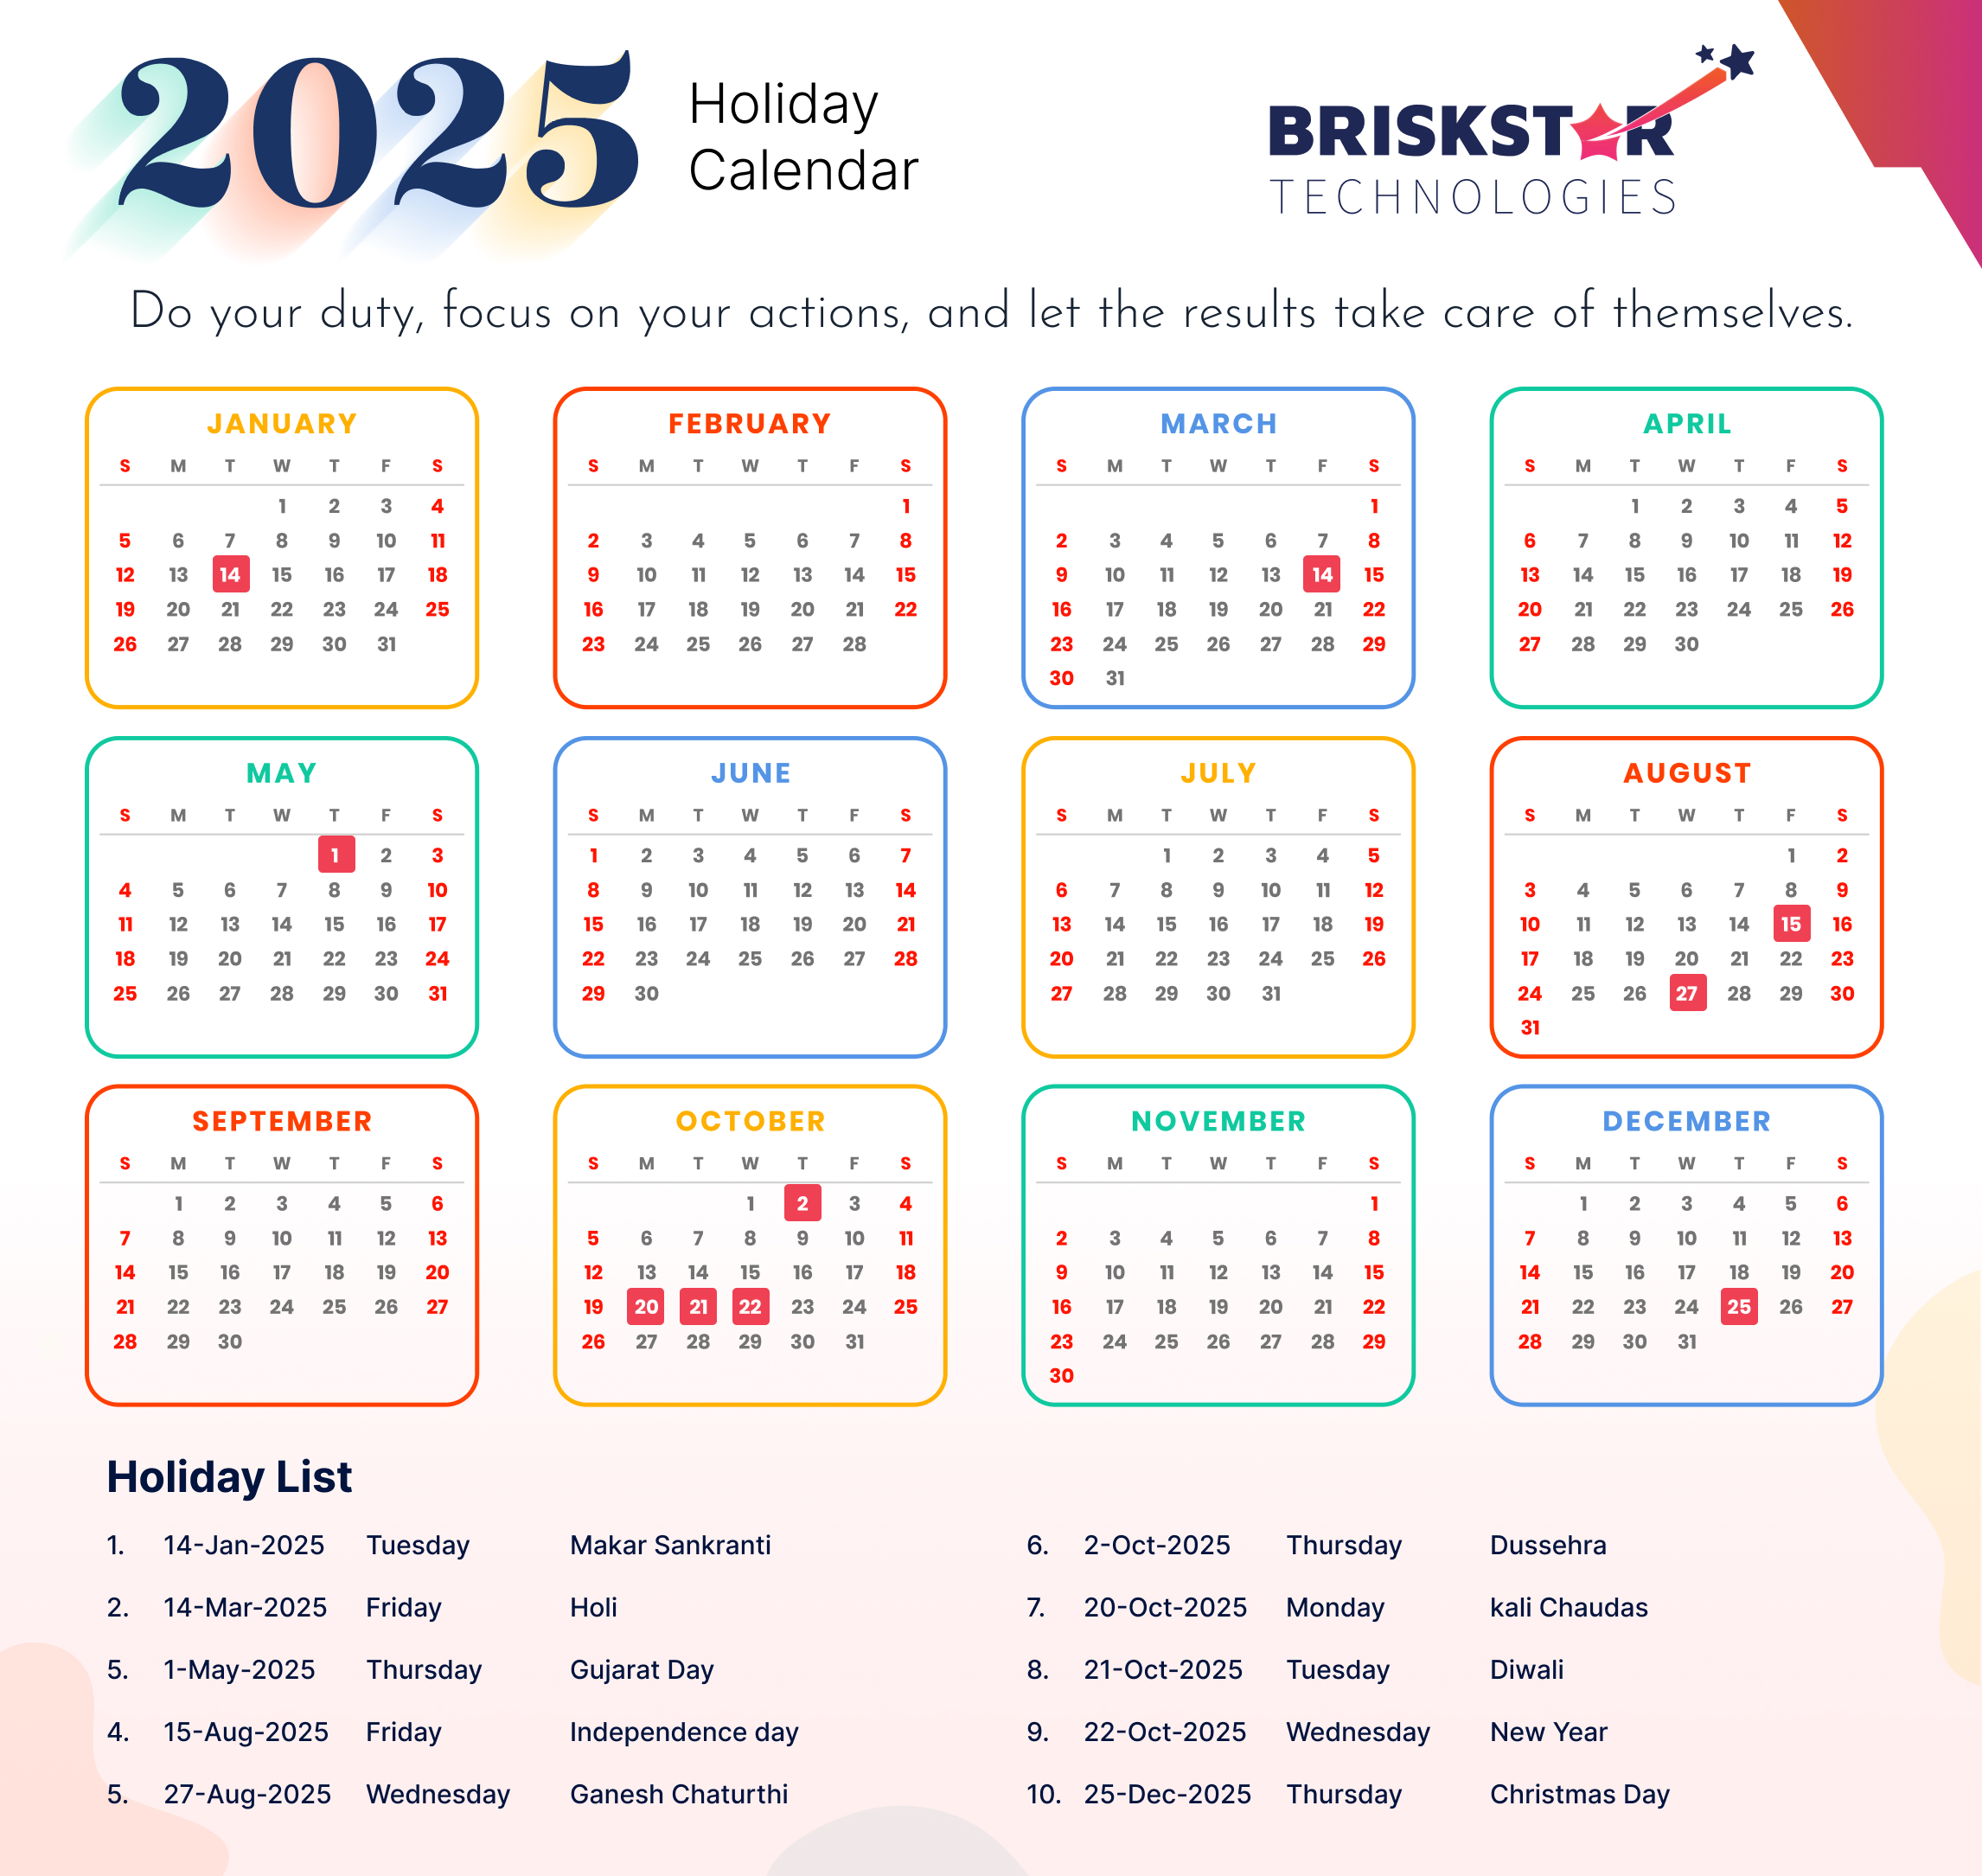 2025
Holiday
Calendar
BRISKSTAR
TECHNOLOGIES
Do your duty, focus on your actions, and let the results take care of themselves.
JANUARY
S M T W T F S
1 2 3 4
5 6 7 8 9 10 11
12 13 14 15 16 17 18
19 20 21 22 23 24 25
26 27 28 29 30 31
FEBRUARY
S M T W T F S
1
2 3 4 5 6 7 8
9 10 11 12 13 14 15
16 17 18 19 20 21 22
23 24 25 26 27 28
MARCH
S M T W T F S
1
2 3 4 5 6 7 8
9 10 11 12 13 14 15
16 17 18 19 20 21 22
23 24 25 26 27 28 29
30 31
APRIL
S M T W T F S
1 2 3 4 5
6 7 8 9 10 11 12
13 14 15 16 17 18 19
20 21 22 23 24 25 26
27 28 29 30
MAY
S M T W T F S
1 2 3
4 5 6 7 8 9 10
11 12 13 14 15 16 17
18 19 20 21 22 23 24
25 26 27 28 29 30 31
JUNE
S M T W T F S
1 2 3 4 5 6 7
8 9 10 11 12 13 14
15 16 17 18 19 20 21
22 23 24 25 26 27 28
29 30
JULY
S M T W T F S
1 2 3 4 5
6 7 8 9 10 11 12
13 14 15 16 17 18 19
20 21 22 23 24 25 26
27 28 29 30 31
AUGUST
S M T W T F S
1 2
3 4 5 6 7 8 9
10 11 12 13 14 15 16
17 18 19 20 21 22 23
24 25 26 27 28 29 30
31
SEPTEMBER
S M T W T F S
1 2 3 4 5 6
7 8 9 10 11 12 13
14 15 16 17 18 19 20
21 22 23 24 25 26 27
28 29 30
OCTOBER
S M T W T F S
1 2 3 4
5 6 7 8 9 10 11
12 13 14 15 16 17 18
19 20 21 22 23 24 25
26 27 28 29 30 31
NOVEMBER
S M T W T F S
1
2 3 4 5 6 7 8
9 10 11 12 13 14 15
16 17 18 19 20 21 22
23 24 25 26 27 28 29
30
DECEMBER
S M T W T F S
1 2 3 4 5 6
7 8 9 10 11 12 13
14 15 16 17 18 19 20
21 22 23 24 25 26 27
28 29 30 31
Holiday List
1. 14-Jan-2025 Tuesday Makar Sankranti
2. 14-Mar-2025 Friday Holi
5. 1-May-2025 Thursday Gujarat Day
4. 15-Aug-2025 Friday Independence day
5. 27-Aug-2025 Wednesday Ganesh Chaturthi
6. 2-Oct-2025 Thursday Dussehra
7. 20-Oct-2025 Monday kali Chaudas
8. 21-Oct-2025 Tuesday Diwali
9. 22-Oct-2025 Wednesday New Year
10. 25-Dec-2025 Thursday Christmas Day